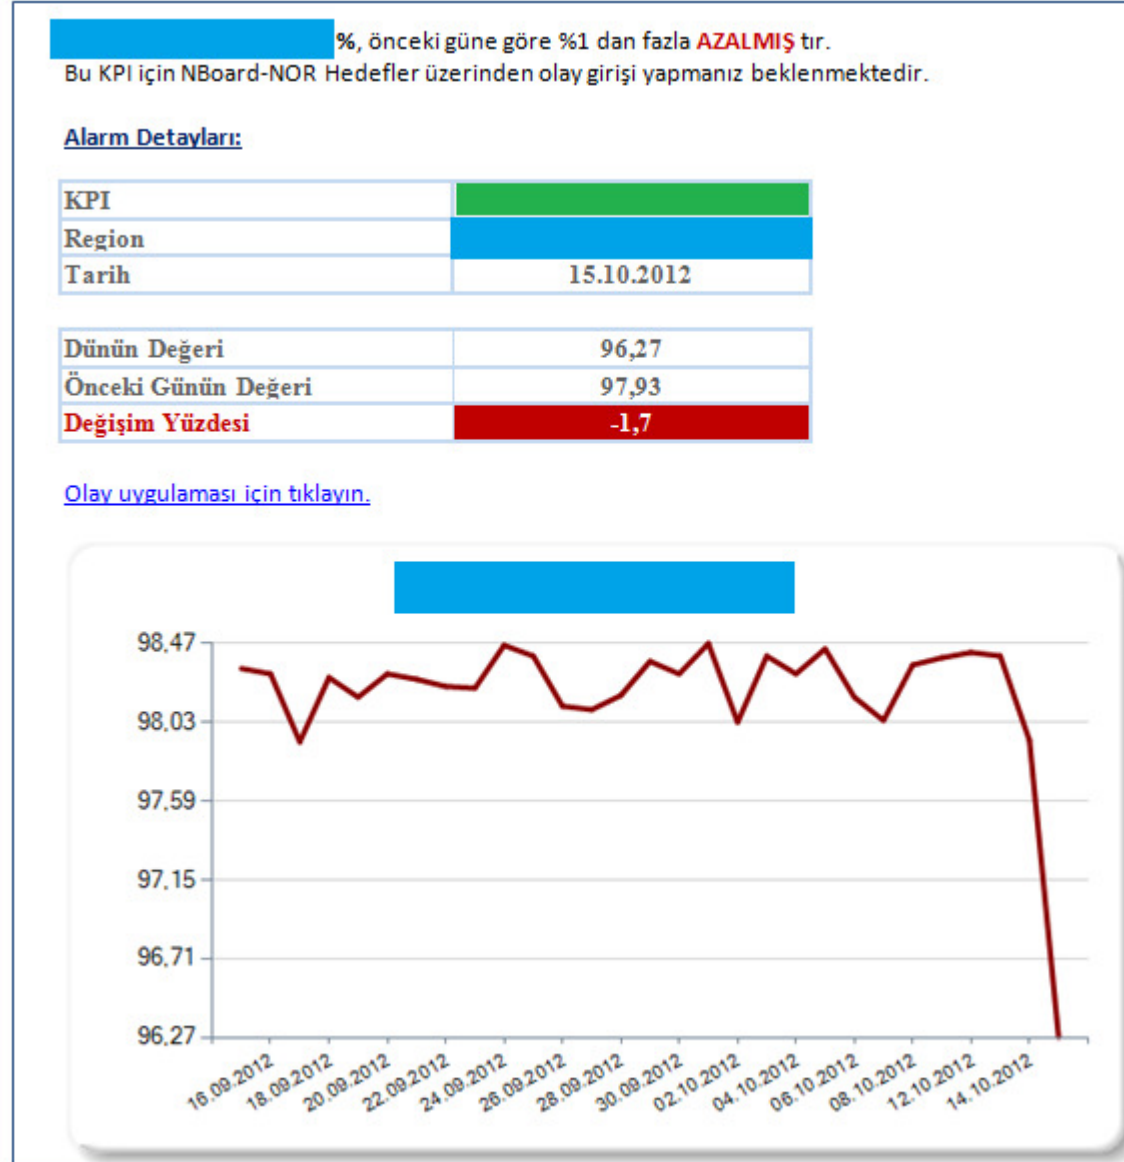 %, önceki güne göre %1 dan fazla AZALMIŞ tır.
Bu KPI için NBoard-NOR Hedefler üzerinden olay girişi yapmanız beklenmektedir.
Alarm Detayları:
KPI
Region
Tarih 15.10.2012
Dünün Değeri 96,27
Önceki Günün Değeri 97,93
Değişim Yüzdesi -1,7
Olay uygulaması için tıklayın.
98,47
98,03
97,59
97,15
96,71
96,27
16.09.2012 18.09.2012 20.09.2012 22.09.2012 24.09.2012 26.09.2012 28.09.2012 30.09.2012 02.10.2012 04.10.2012 06.10.2012 08.10.2012 12.10.2012 14.10.2012